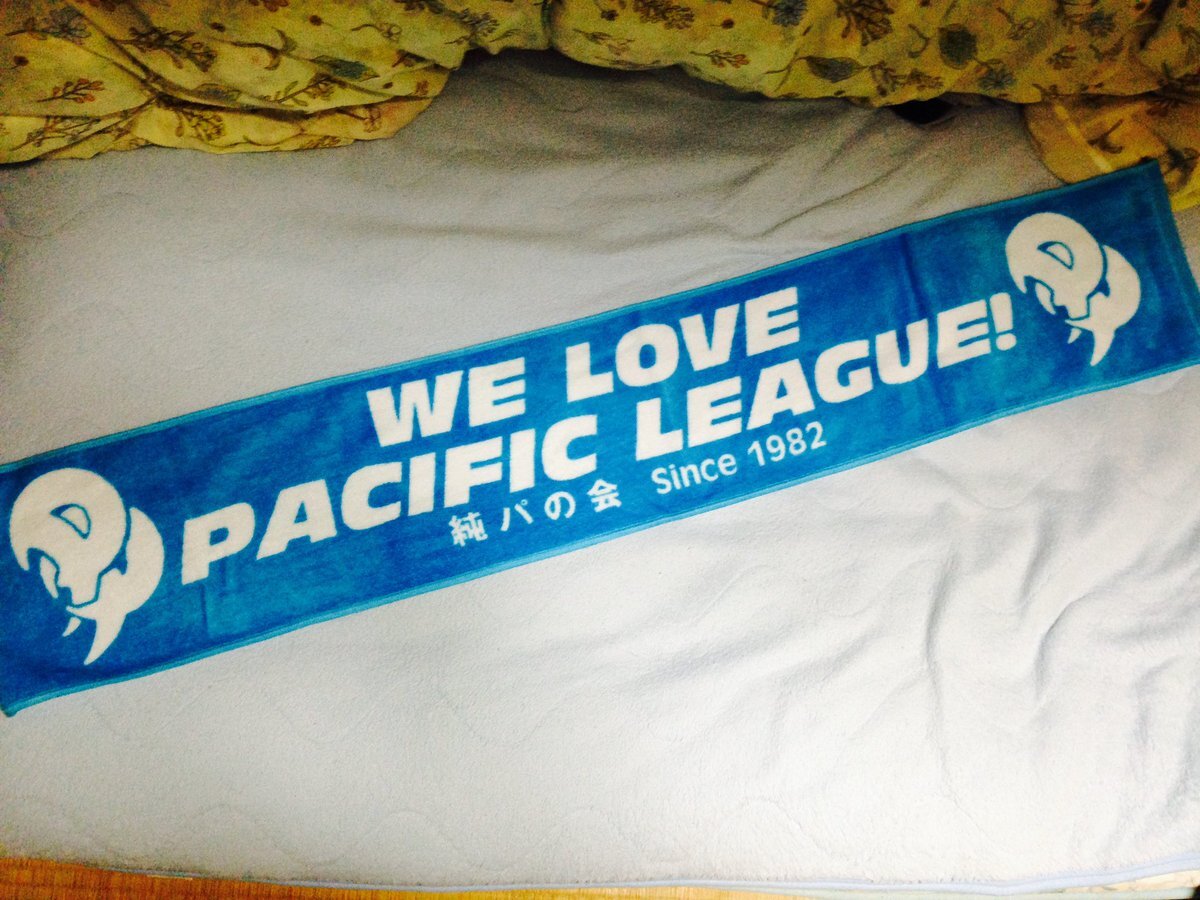 WE LOVE
PACIFIC LEAGUE!
純パの会 Since 1982